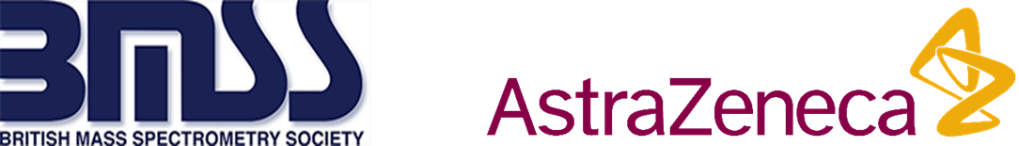 BMSS
BRITISH MASS SPECTROMETRY SOCIETY
AstraZeneca